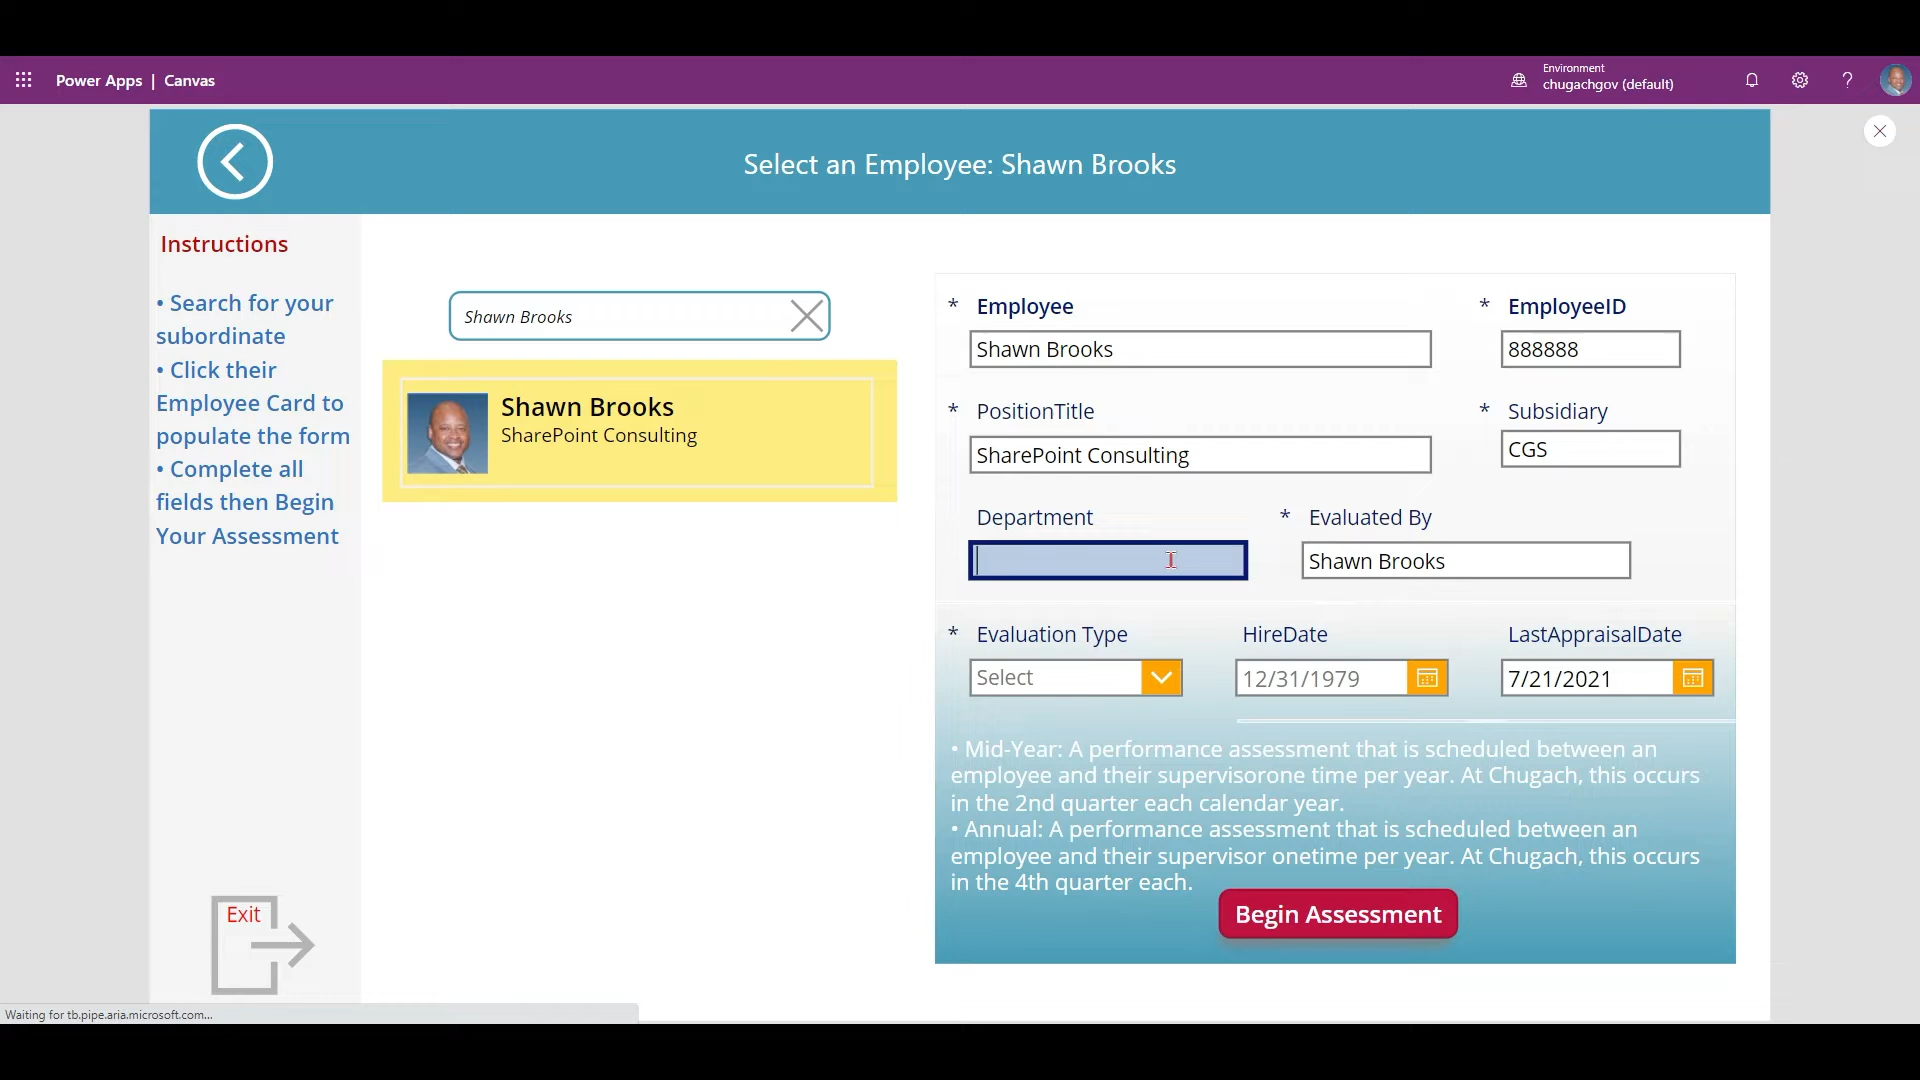 Power Apps | Canvas
Environment
chugachgov (default)
?
Select an Employee: Shawn Brooks
Instructions
• Search for your
subordinate
• Click their
Employee Card to
populate the form
• Complete all
fields then Begin
Your Assessment
Exit
Shawn Brooks
Shawn Brooks
SharePoint Consulting
* Employee
* EmployeeID
Shawn Brooks
888888
* PositionTitle
* Subsidiary
SharePoint Consulting
CGS
Department
* Evaluated By
Shawn Brooks
* Evaluation Type
HireDate
LastAppraisalDate
Select
12/31/1979
7/21/2021
• Mid-Year: A performance assessment that is scheduled between an
employee and their supervisorone time per year. At Chugach, this occurs
in the 2nd quarter each calendar year.
• Annual: A performance assessment that is scheduled between an
employee and their supervisor onetime per year. At Chugach, this occurs
in the 4th quarter each.
Begin Assessment
Waiting for tb.pipe.aria.microsoft.com...